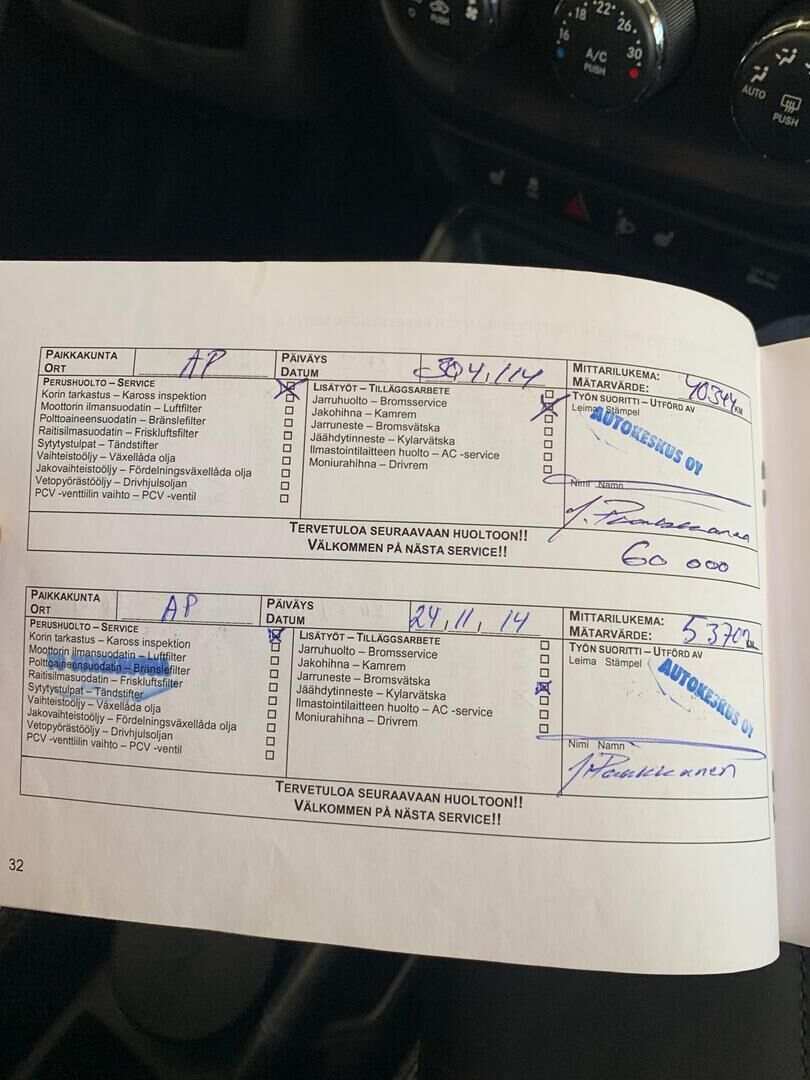 PUSH
18 22 26
16 30
A/C
PUSH
AUTO
PUSH
PAIKKAKUNTA
ORT
AP
PÄIVÄYS
DATUM
MITTARILUKEMA:
MÄTARVÄRDE: 40344 KM
PERUSHUOLTO – SERVICE
Korin tarkastus – Kaross inspektion
Moottorin ilmansuodatin – Luftfilter
Polttoaineensuodatin – Bränslefilter
Raitisilmasuodatin – Friskluftsfilter
Sytytystulpat – Tändstifter
Vaihteistoöljy – Växellåda olja
Jakovaihteistoöljy – Fördelningsväxellåda olja
Vetopyörästööljy – Drivhjulsoljan
PCV -venttiilin vaihto – PCV -ventil
LISÄTYÖT – TILLÄGGSARBETE
Jarruhuolto – Bromsservice
Jakohihna – Kamrem
Jarruneste – Bromsvätska
Jäähdytinneste – Kylarvätska
Ilmastointilaitteen huolto – AC -service
Moniurahihna – Drivrem
TYÖN SUORITTI – UTFÖRD AV
Leima Stämpel
AUTOKESKUS OY
Nimi Namn
TERVETULOA SEURAAVAAN HUOLTOON!!
VÄLKOMMEN PÅ NÄSTA SERVICE!!
60 000
PAIKKAKUNTA
ORT
AP
PÄIVÄYS
DATUM
24, 11, 14
MITTARILUKEMA:
MÄTARVÄRDE: 53702 KM
PERUSHUOLTO – SERVICE
Korin tarkastus – Kaross inspektion
Moottorin ilmansuodatin – Luftfilter
Polttoaineensuodatin – Bränslefilter
Raitisilmasuodatin – Friskluftsfilter
Sytytystulpat – Tändstifter
Vaihteistoöljy – Växellåda olja
Jakovaihteistoöljy – Fördelningsväxellåda olja
Vetopyörästööljy – Drivhjulsoljan
PCV -venttiilin vaihto – PCV -ventil
LISÄTYÖT – TILLÄGGSARBETE
Jarruhuolto – Bromsservice
Jakohihna – Kamrem
Jarruneste – Bromsvätska
Jäähdytinneste – Kylarvätska
Ilmastointilaitteen huolto – AC -service
Moniurahihna – Drivrem
TYÖN SUORITTI – UTFÖRD AV
Leima Stämpel
AUTOKESKUS OY
Nimi Namn
TERVETULOA SEURAAVAAN HUOLTOON!!
VÄLKOMMEN PÅ NÄSTA SERVICE!!
32